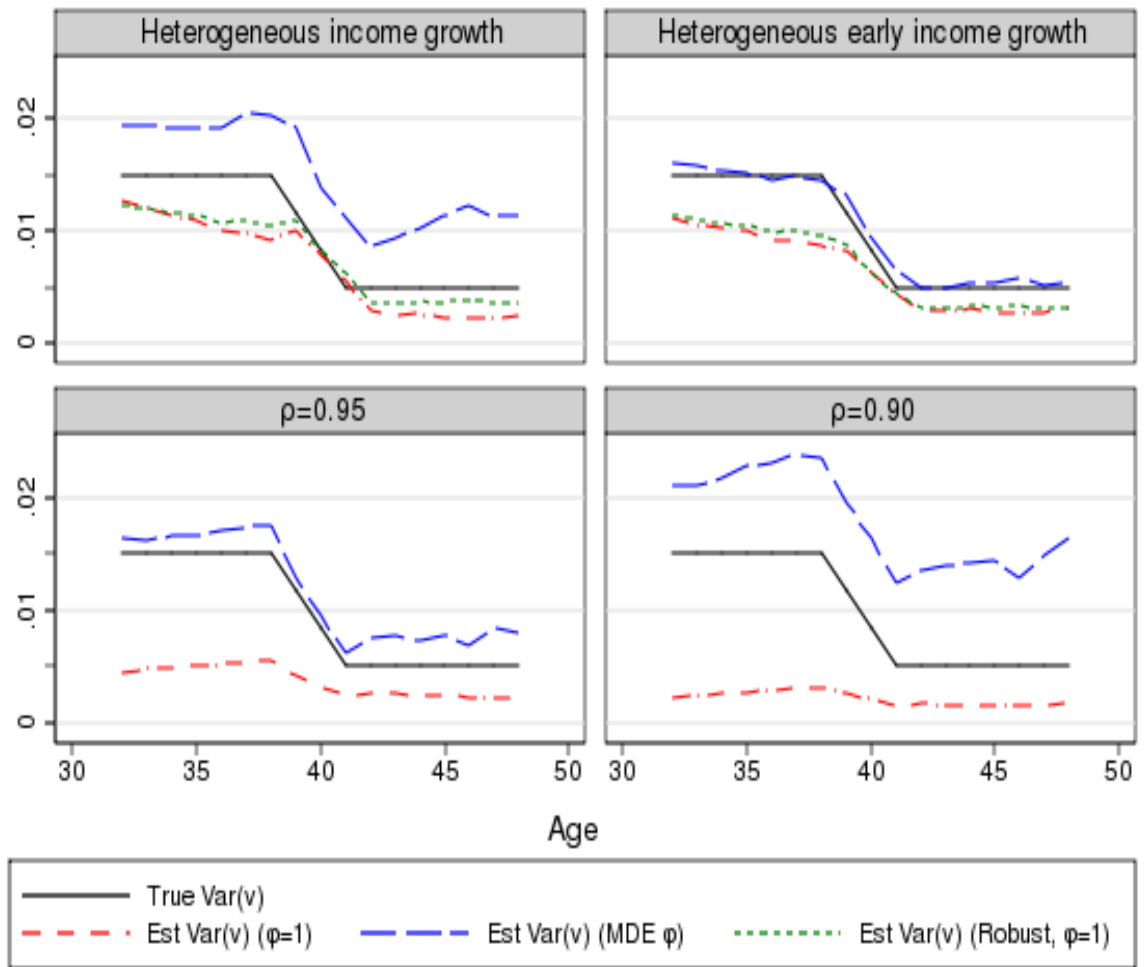 Heterogeneous income growth
Heterogeneous early income growth
.02
.01
0
ρ=0.95
ρ=0.90
.02
.01
0
30 35 40 45 50 30 35 40 45 50
Age
True Var(v)
Est Var(v) (φ=1) Est Var(v) (MDE φ) Est Var(v) (Robust, φ=1)